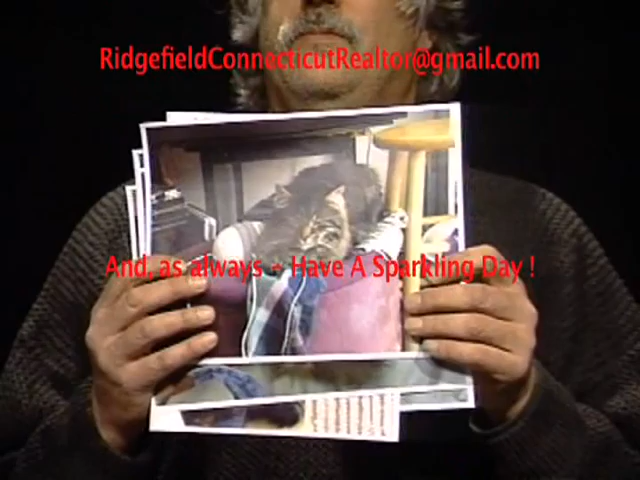 RidgefieldConnecticutRealtor@gmail.com
And, as always - Have A Sparkling Day !